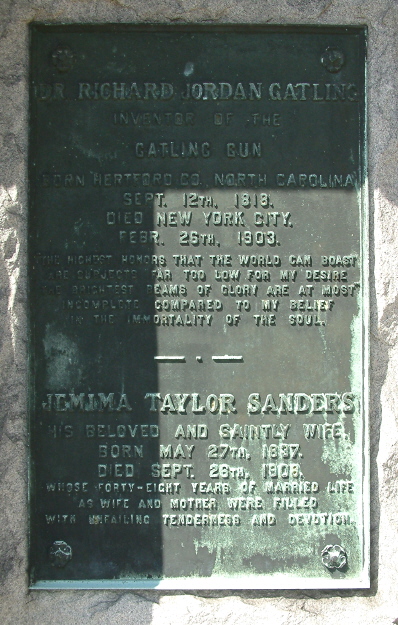 DR RICHARD JORDAN GATLING
INVENTOR OF THE
GATLING GUN
BORN HERTFORD CO., NORTH CAROLINA
SEPT. 12TH, 1818.
DIED NEW YORK CITY,
FEBR. 26TH, 1903.
THE HIGHEST HONORS THAT THE WORLD CAN BOAST
ARE SUBJECTS FAR TOO LOW FOR MY DESIRE
THE BRIGHTEST BEAMS OF GLORY ARE AT MOST
INCOMPLETE COMPARED TO MY BELIEF
IN THE IMMORTALITY OF THE SOUL.
JEMIMA TAYLOR SANDERS
HIS BELOVED AND SAINTLY WIFE,
BORN MAY 27TH, 1837.
DIED SEPT. 28TH, 1908,
WHOSE FORTY-EIGHT YEARS OF MARRIED LIFE
AS WIFE AND MOTHER WERE FILLED
WITH UNFAILING TENDERNESS AND DEVOTION.